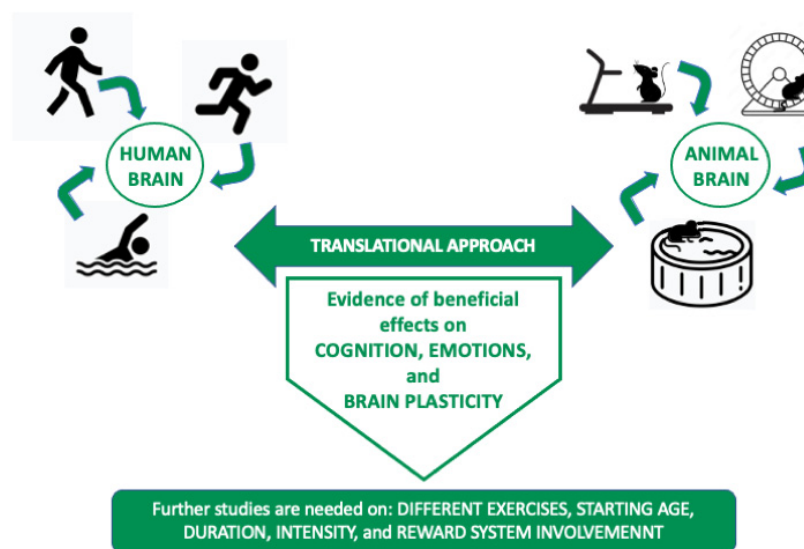 HUMAN
BRAIN
ANIMAL
BRAIN
TRANSLATIONAL APPROACH
Evidence of beneficial
effects on
COGNITION, EMOTIONS,
and
BRAIN PLASTICITY
Further studies are needed on: DIFFERENT EXERCISES, STARTING AGE,
DURATION, INTENSITY, and REWARD SYSTEM INVOLVEMENNT